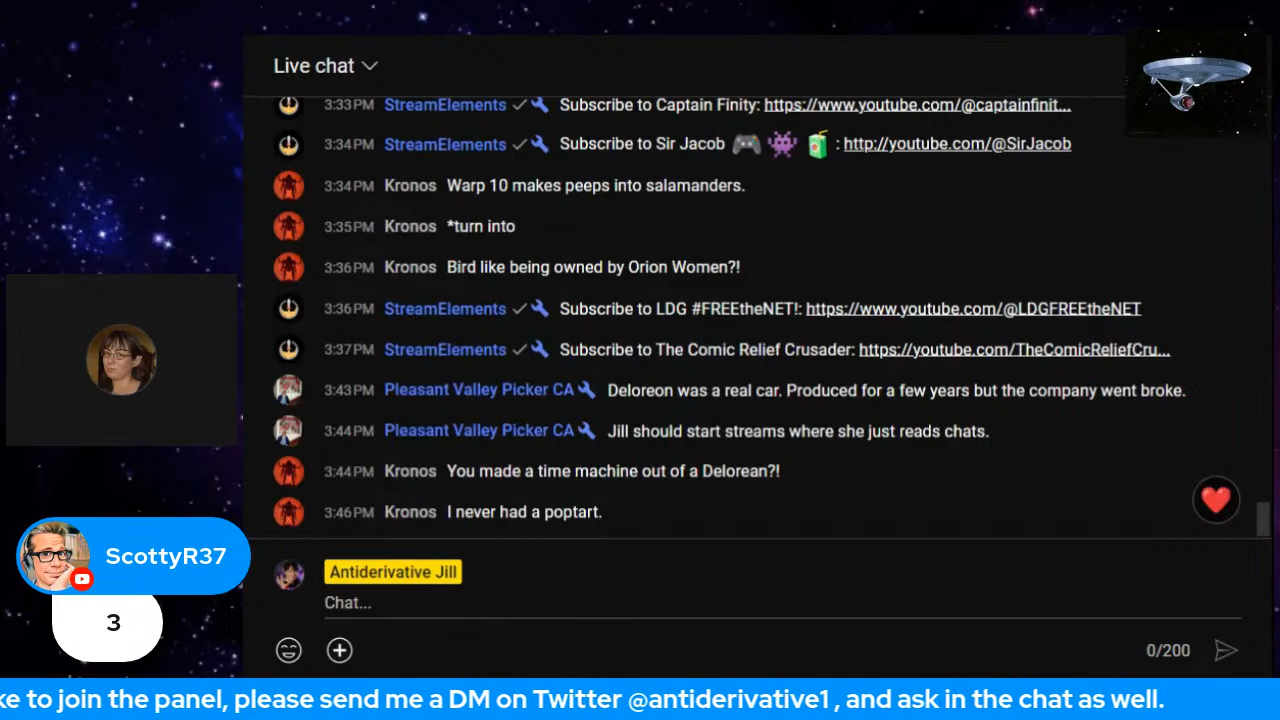 Live chat
3:33 PM StreamElements Subscribe to Captain Finity: https://www.youtube.com/@captainfinit...
3:34 PM StreamElements Subscribe to Sir Jacob 🎮 👾 🧃 : http://youtube.com/@SirJacob
3:34 PM Kronos Warp 10 makes peeps into salamanders.
3:35 PM Kronos *turn into
3:36 PM Kronos Bird like being owned by Orion Women?!
3:36 PM StreamElements Subscribe to LDG #FREEtheNET!: https://www.youtube.com/@LDGFREEtheNET
3:37 PM StreamElements Subscribe to The Comic Relief Crusader: https://youtube.com/TheComicReliefCru...
3:43 PM Pleasant Valley Picker CA Deloreon was a real car. Produced for a few years but the company went broke.
3:44 PM Pleasant Valley Picker CA Jill should start streams where she just reads chats.
3:44 PM Kronos You made a time machine out of a Delorean?!
3:46 PM Kronos I never had a poptart.
Antiderivative Jill
Chat...
0/200
ScottyR37
3
ke to join the panel, please send me a DM on Twitter @antiderivative1 , and ask in the chat as well.